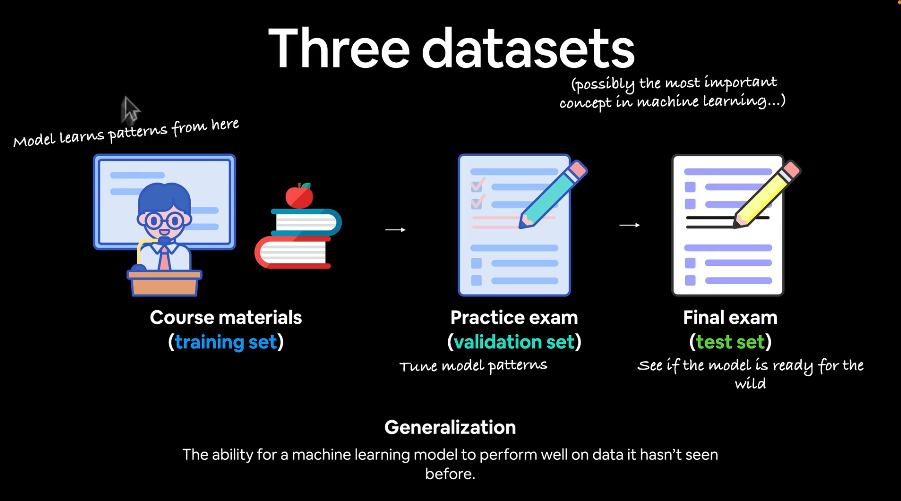 Three datasets
(possibly the most important
concept in machine learning...)
Model learns patterns from here
Course materials
(training set)
Practice exam
(validation set)
Tune model patterns
Final exam
(test set)
See if the model is ready for the
wild
Generalization
The ability for a machine learning model to perform well on data it hasn't seen
before.